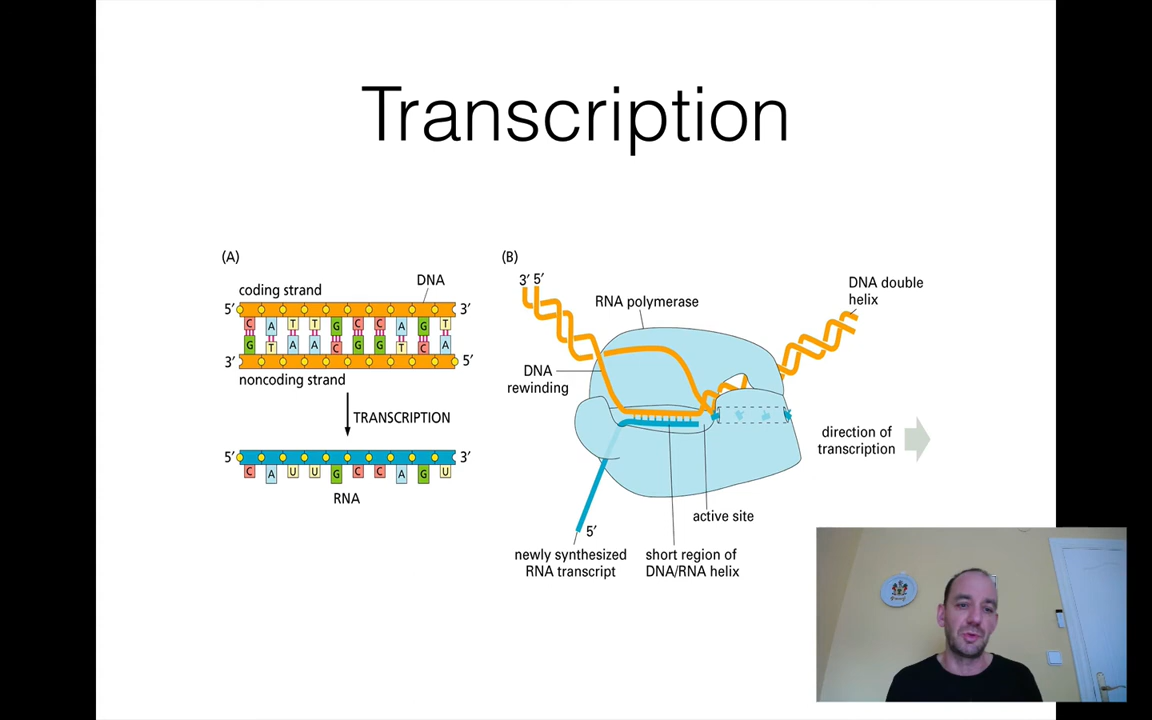 Transcription
(A)
DNA
coding strand
5′ 3′
C A T T G C C A G T
G T A A C G G T C A
3′ 5′
noncoding strand
TRANSCRIPTION
5′ 3′
C A U U G C C A G U
RNA
(B)
3′ 5′
RNA polymerase
DNA double
helix
DNA
rewinding
direction of
transcription
active site
5′
newly synthesized
RNA transcript
short region of
DNA/RNA helix